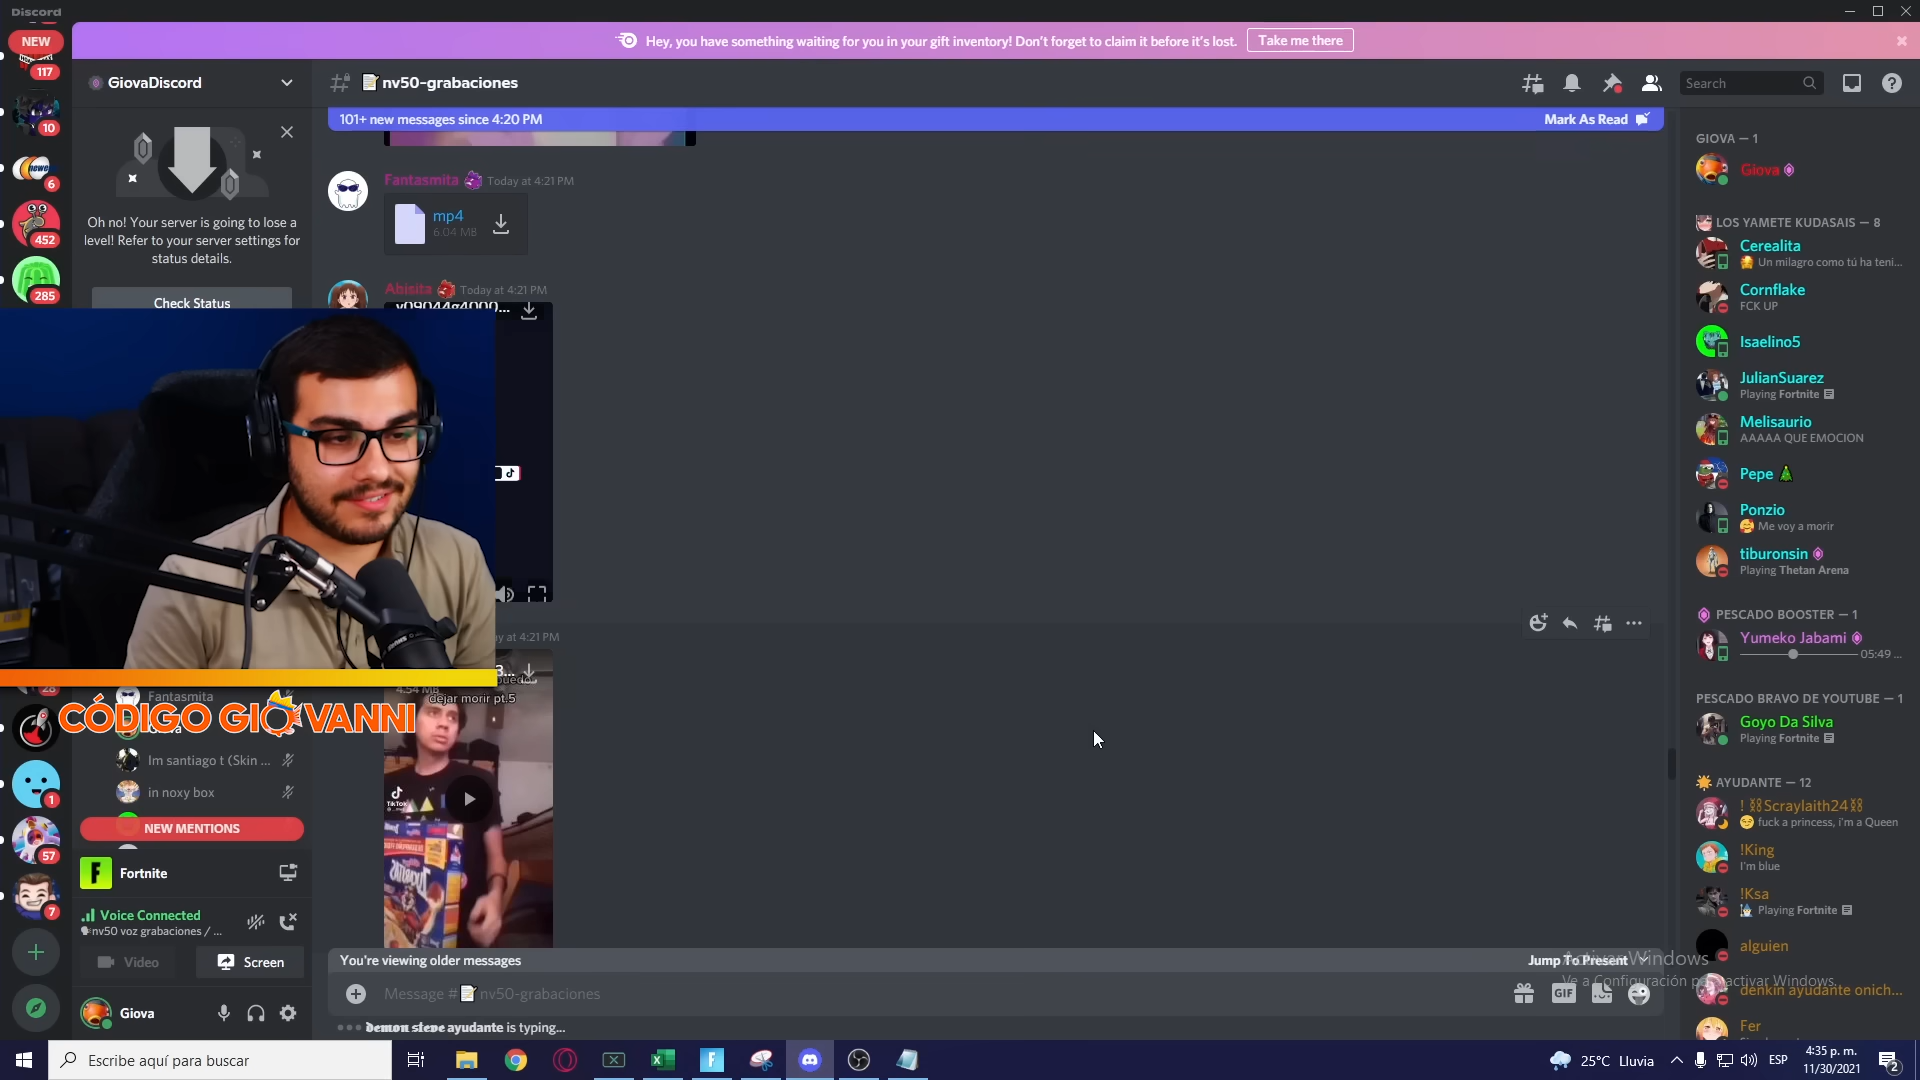 Discord
NEW
117
10
6
452
285
Hey, you have something waiting for you in your gift inventory! Don't forget to claim it before it's lost.
Take me there
GiovaDiscord
Oh no! Your server is going to lose a
level! Refer to your server settings for
status details.
Check Status
nv50-grabaciones
Search
101+ new messages since 4:20 PM
Mark As Read
Fantasmita
Today at 4:21 PM
mp4
6.04 MB
Abisita
Today at 4:21 PM
v09044g4000...
at 4:21 PM
4.54 MB
dejar morir pt.5
TikTok
CÓDIGO GIOVANNI
28
Fantasmita
Im santiago t (Skin ...
in noxy box
NEW MENTIONS
1
57
7
Fortnite
Voice Connected
nv50 voz grabaciones / ...
Video
Screen
Giova
You're viewing older messages
Jump To Present
Message #nv50-grabaciones
GIF
demon slene ayudante is typing...
GIOVA — 1
Giova
LOS YAMETE KUDASAIS — 8
Cerealita
Un milagro como tú ha teni...
Cornflake
FCK UP
Isaelino5
JulianSuarez
Playing Fortnite
Melisaurio
AAAAA QUE EMOCION
Pepe
Ponzio
Me voy a morir
tiburonsin
Playing Thetan Arena
PESCADO BOOSTER — 1
Yumeko Jabami
05:49 ...
PESCADO BRAVO DE YOUTUBE — 1
Goyo Da Silva
Playing Fortnite
AYUDANTE — 12
! ⛓Scraylaith24⛓
fuck a princess, i'm a Queen
!King
I'm blue
!Ksa
Playing Fortnite
alguien
denkin ayudante onich...
Fer
Activar Windows
Ve a Configuración para activar Windows.
Escribe aquí para buscar
25°C Lluvia
ESP
4:35 p. m.
11/30/2021
2